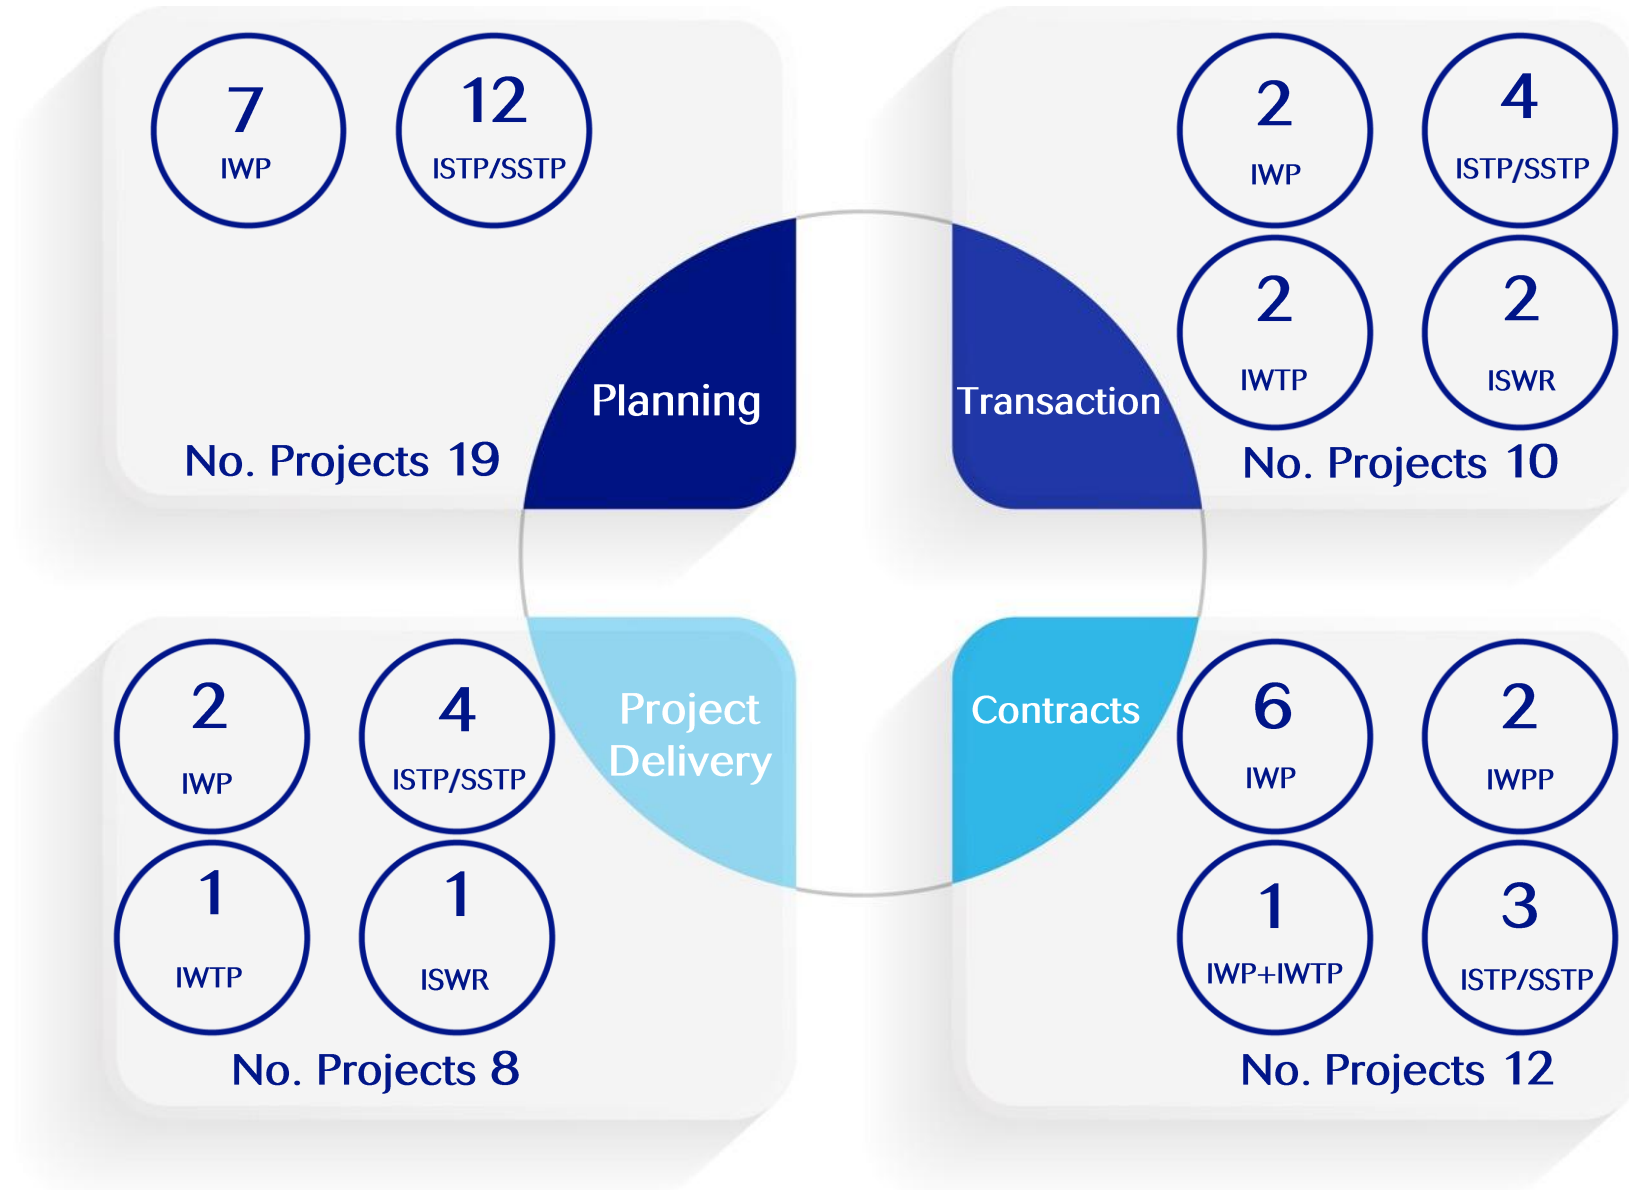 7
IWP
12
ISTP/SSTP
Planning
No. Projects 19
2
IWP
4
ISTP/SSTP
2
IWTP
2
ISWR
Transaction
No. Projects 10
2
IWP
4
ISTP/SSTP
1
IWTP
1
ISWR
Project
Delivery
No. Projects 8
Contracts
6
IWP
2
IWPP
1
IWP+IWTP
3
ISTP/SSTP
No. Projects 12